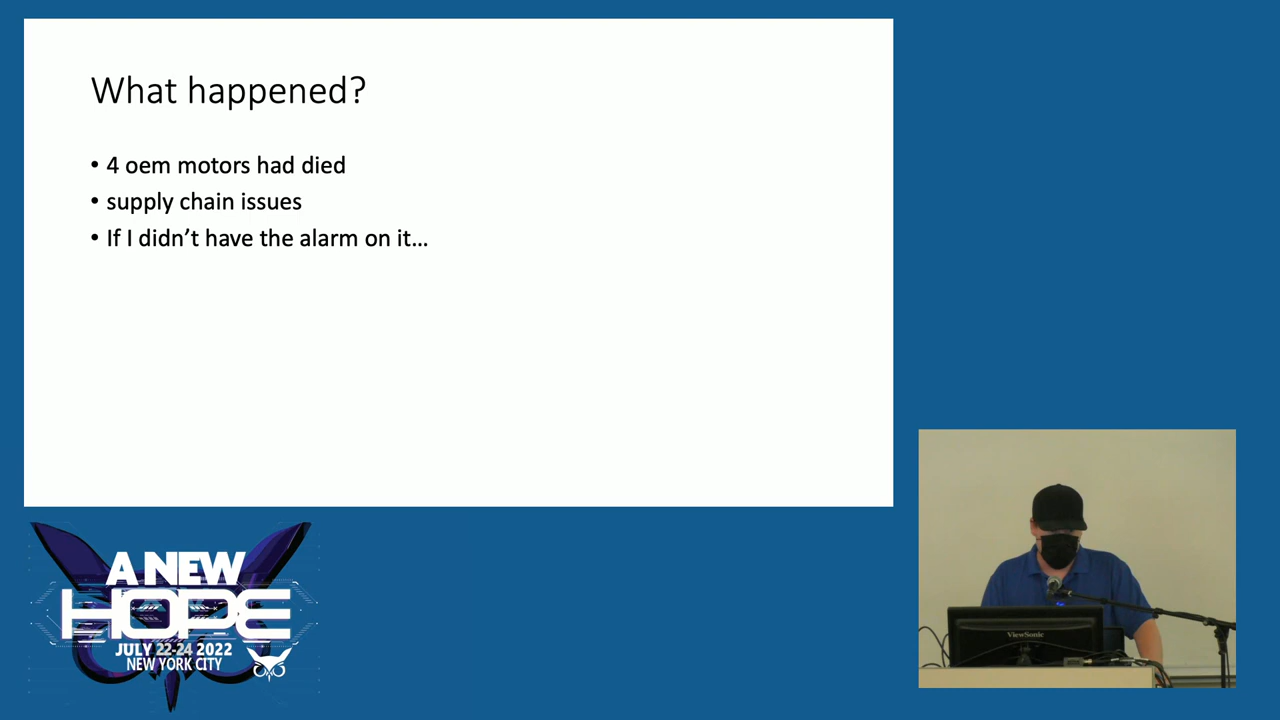 What happened?
• 4 oem motors had died
• supply chain issues
• If I didn’t have the alarm on it…
A NEW
HOPE
JULY 22-24 2022
NEW YORK CITY
ViewSonic